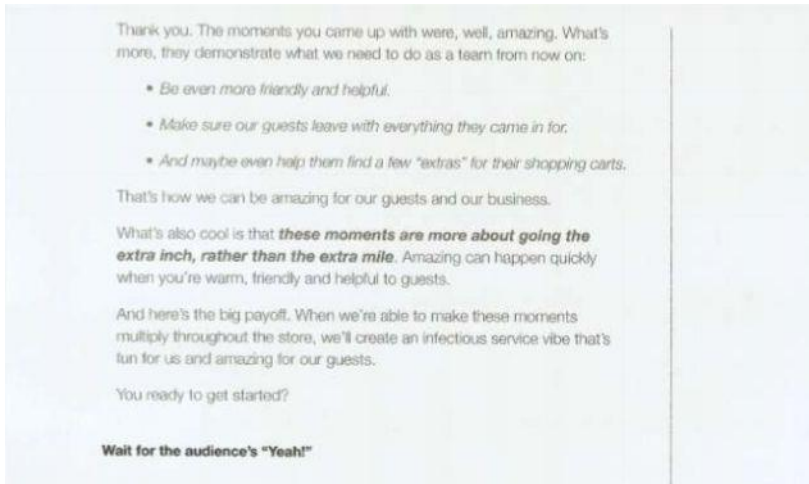 Thank you. The moments you came up with were, well, amazing. What's
more, they demonstrate what we need to do as a team from now on:
• Be even more friendly and helpful.
• Make sure our guests leave with everything they came in for.
• And maybe even help them find a few "extras" for their shopping carts.
That's how we can be amazing for our guests and our business.
What's also cool is that these moments are more about going the
extra inch, rather than the extra mile. Amazing can happen quickly
when you're warm, friendly and helpful to guests.
And here's the big payoff. When we're able to make these moments
multiply throughout the store, we'll create an infectious service vibe that's
fun for us and amazing for our guests.
You ready to get started?
Wait for the audience's "Yeah!"